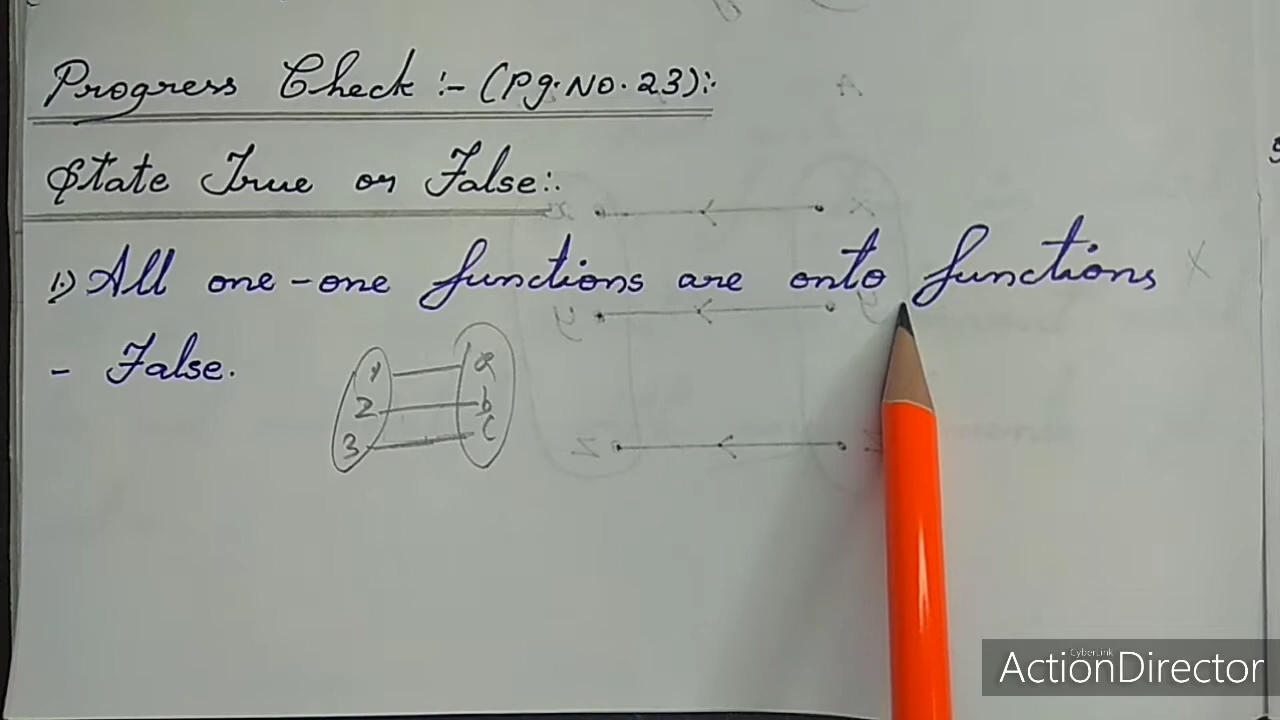 Progress Check :- (Pg.No.23):
State True or False:
1.) All one-one functions are onto functions
- False.
1 a
2 b
3 c
CyberLink
ActionDirector